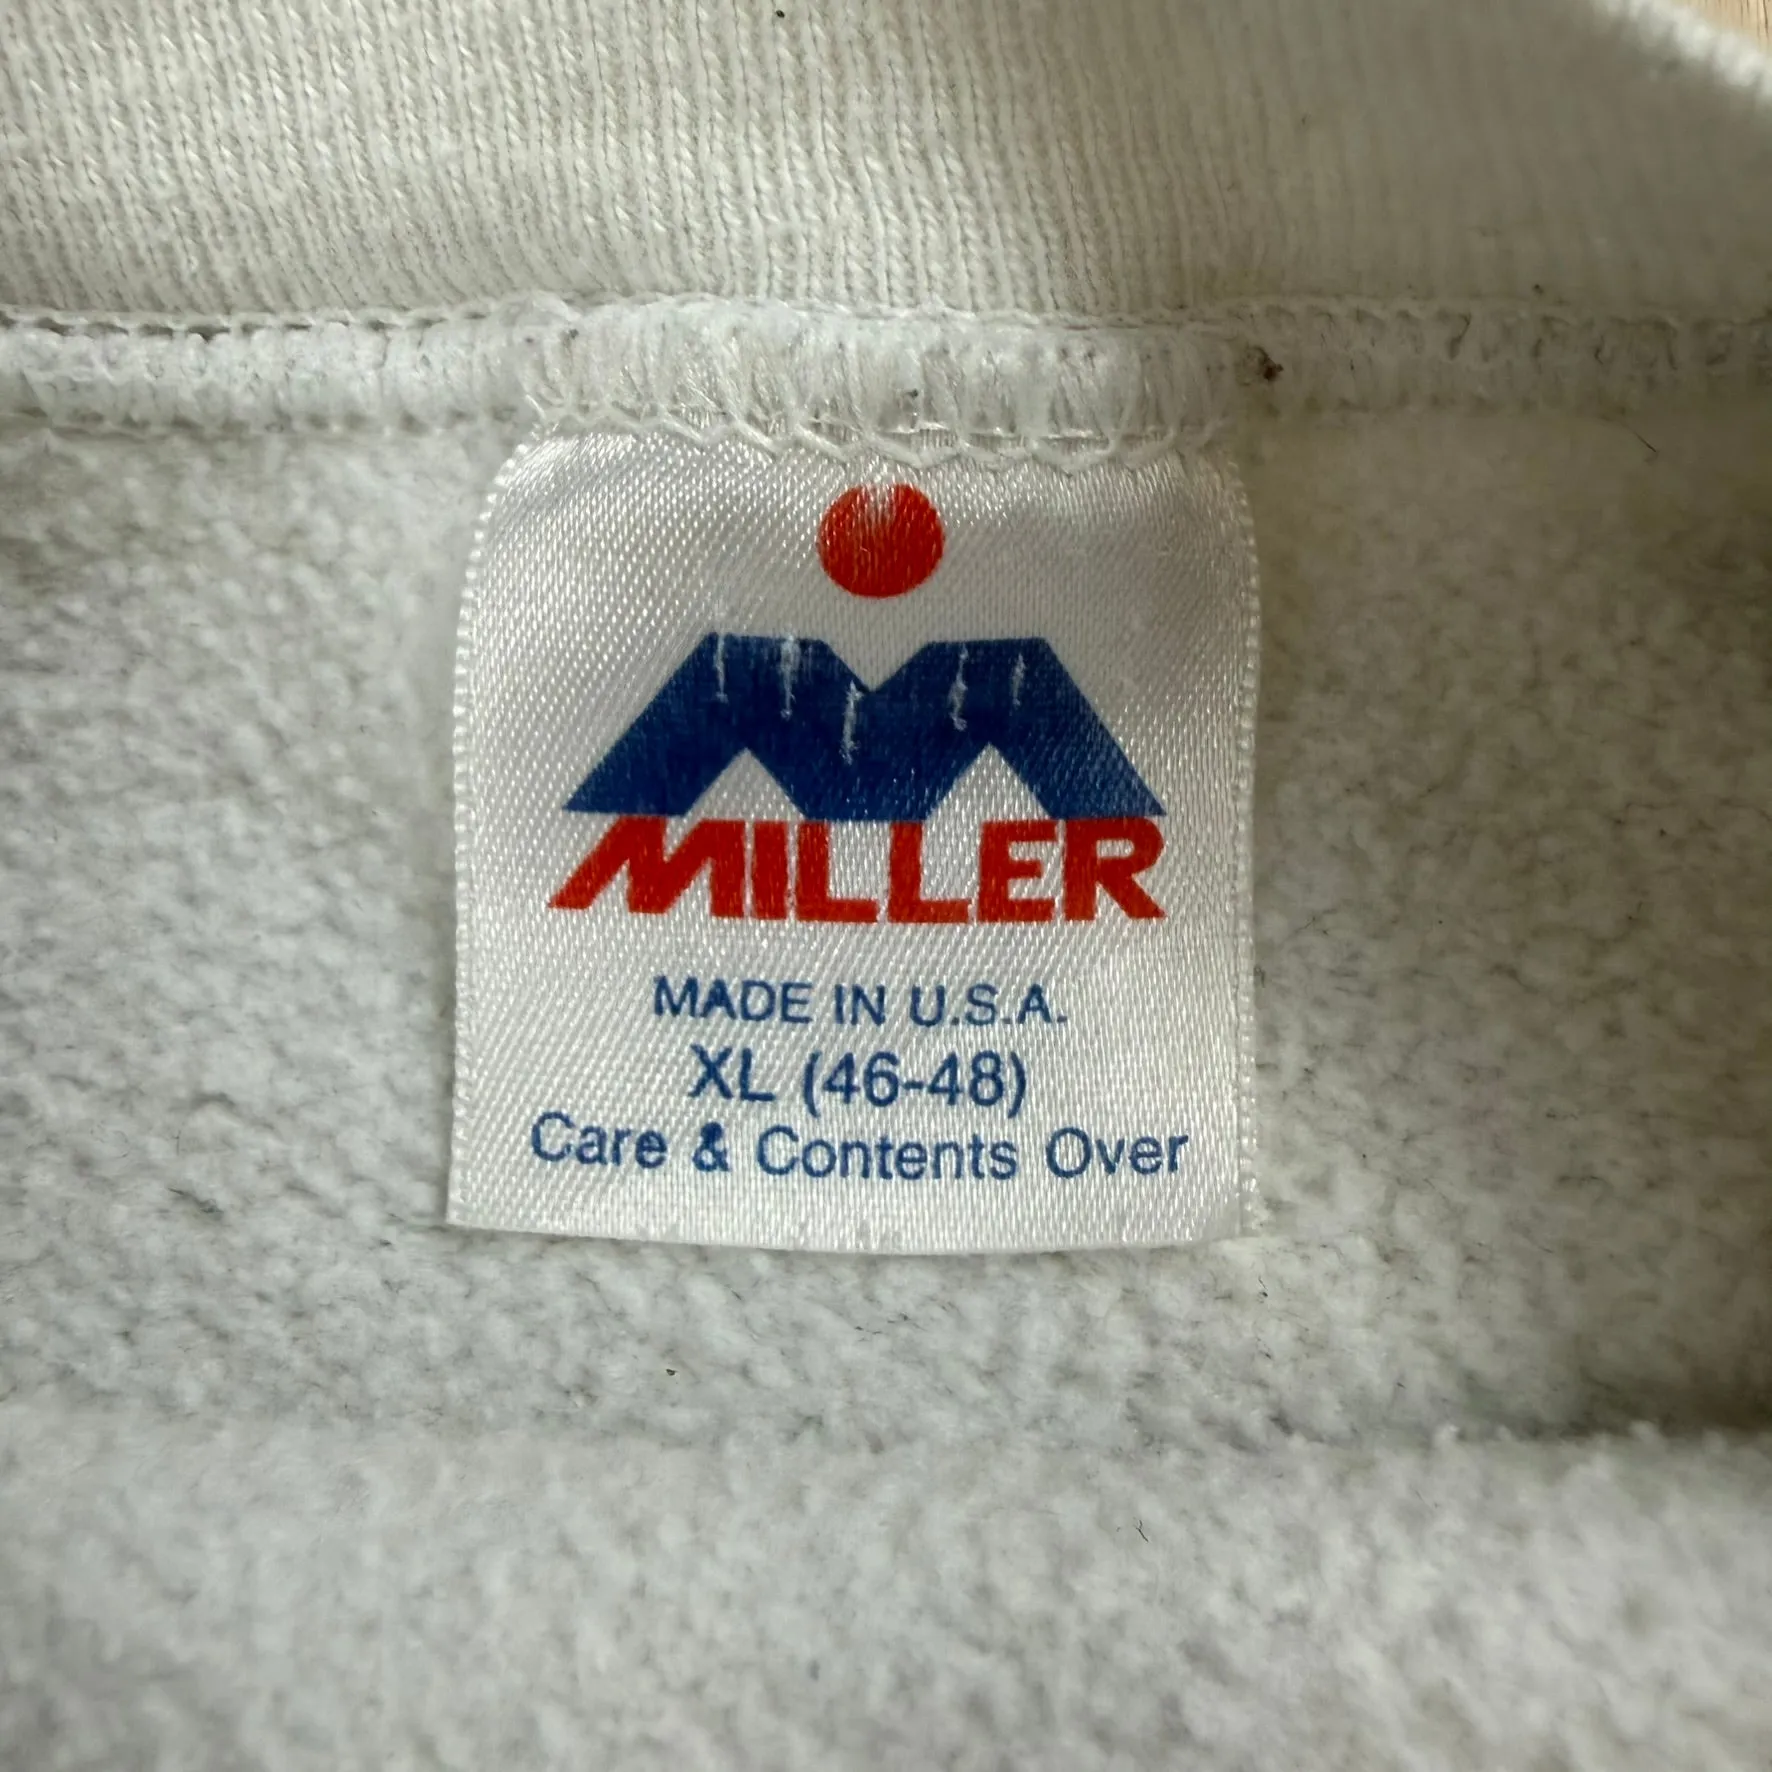 MILLER
MADE IN U.S.A.
XL (46-48)
Care & Contents Over